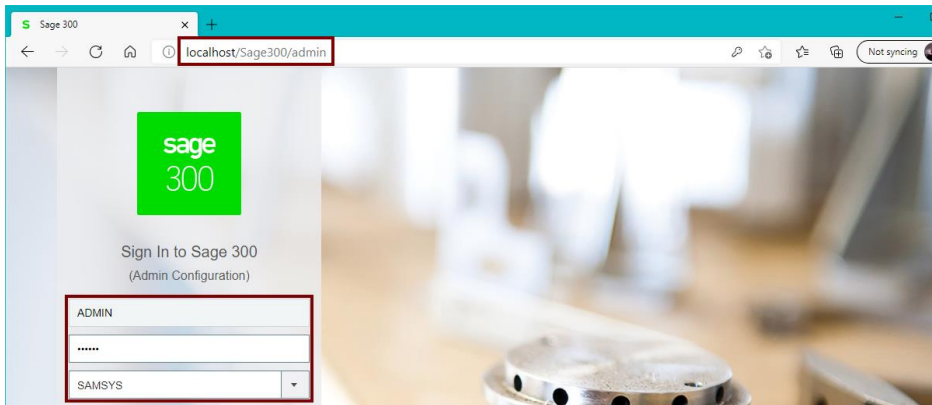 S Sage 300
localhost/Sage300/admin
Not syncing
sage
300
Sign In to Sage 300
(Admin Configuration)
ADMIN
SAMSYS